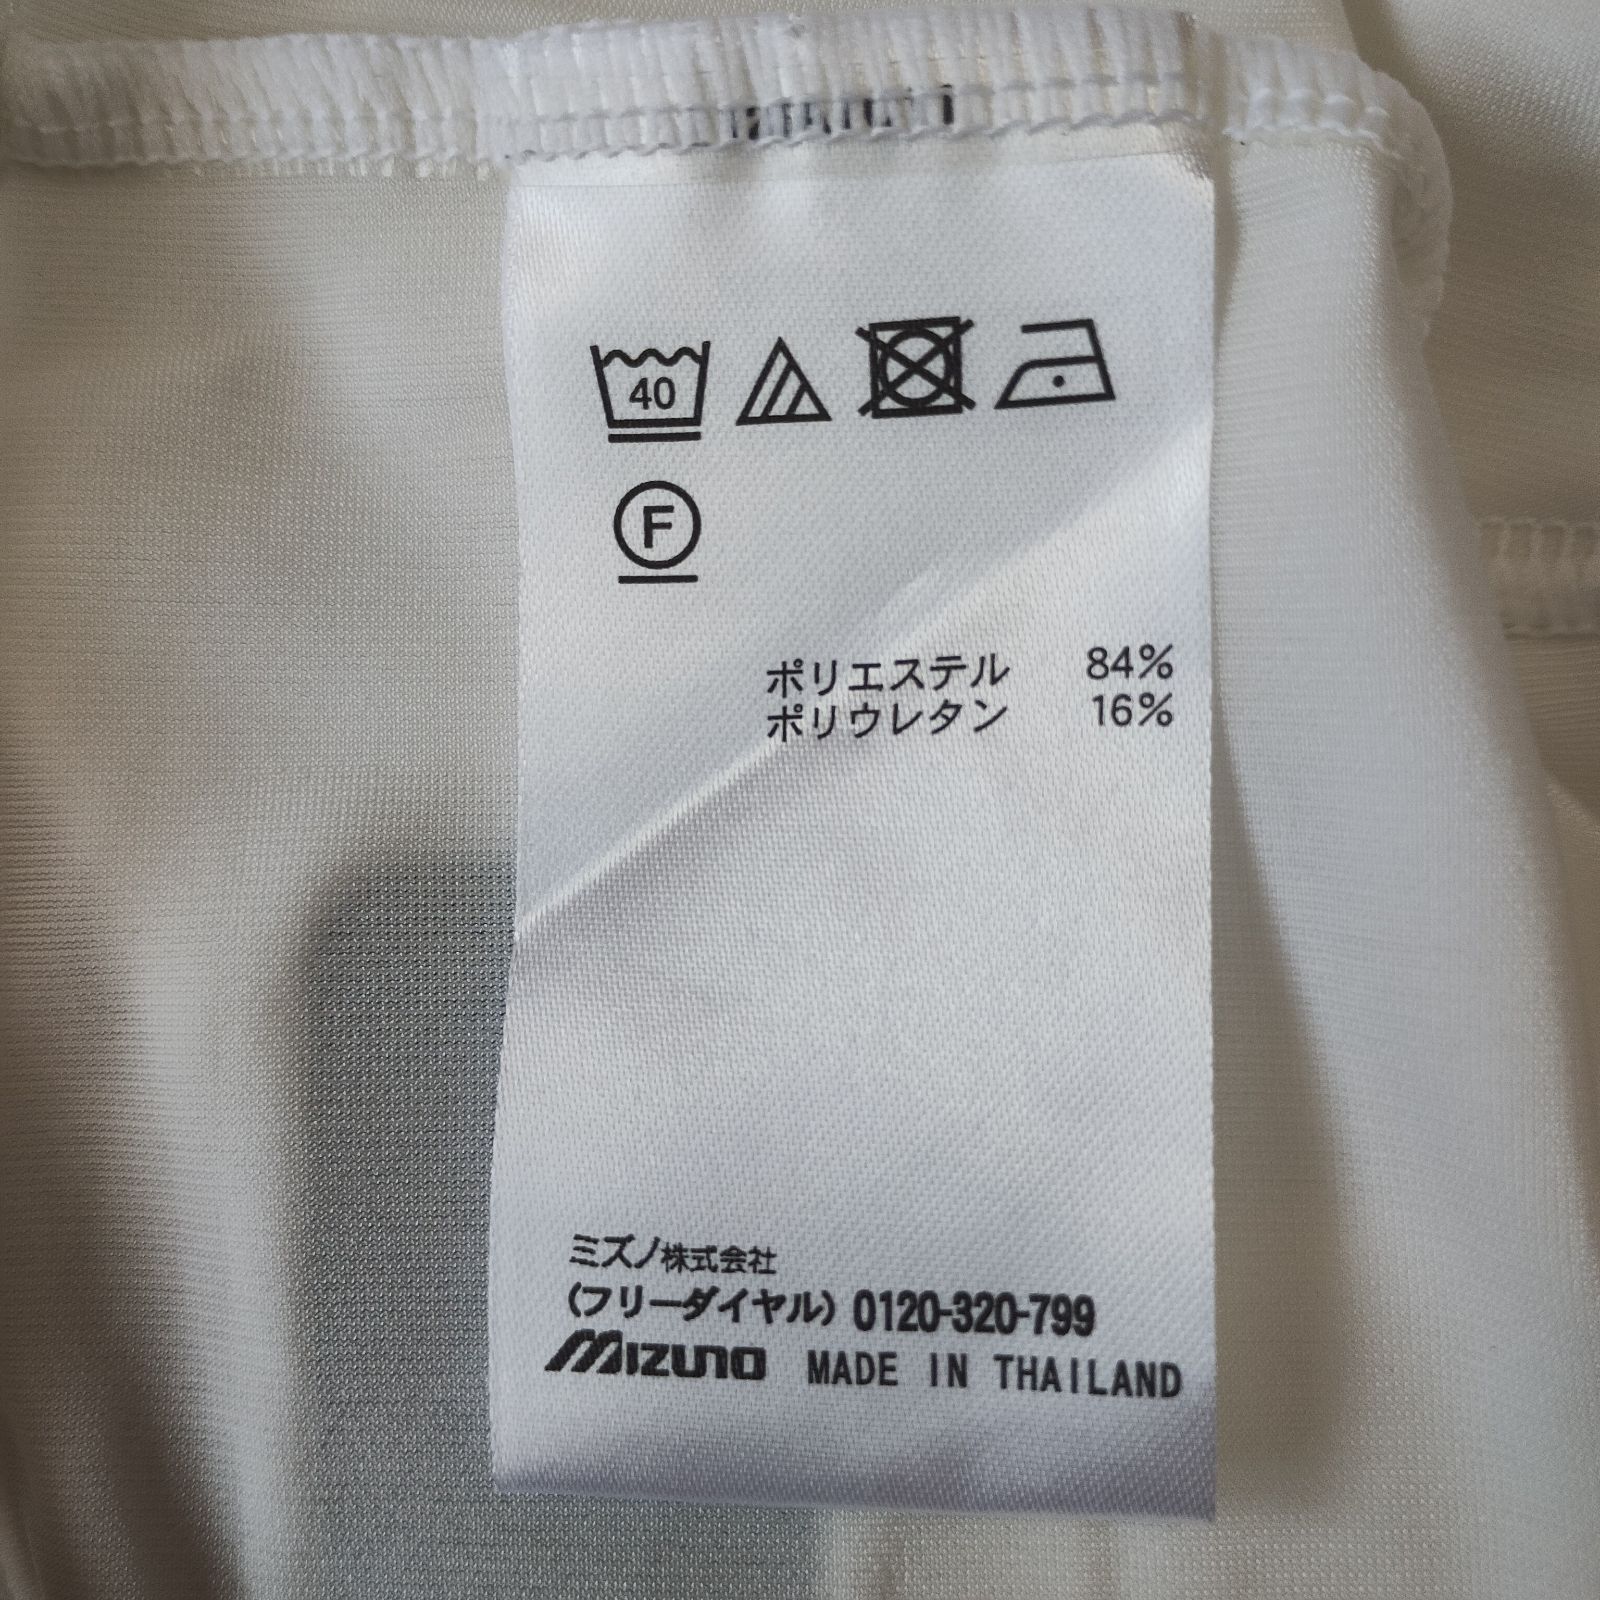 40
F
ポリエステル 84%
ポリウレタン 16%
ミズノ株式会社
(フリーダイヤル) 0120-320-799
MIZUNO MADE IN THAILAND